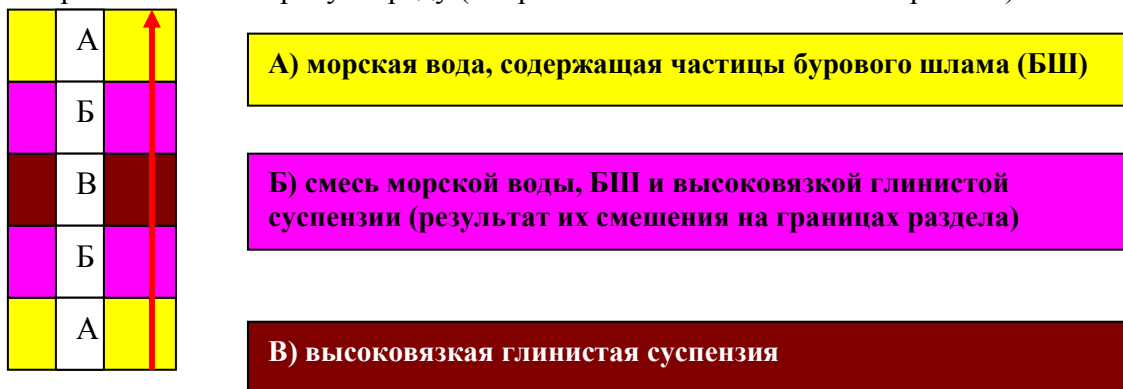 А
А) морская вода, содержащая частицы бурового шлама (БШ)
Б
В
Б) смесь морской воды, БШ и высоковязкой глинистой
суспензии (результат их смешения на границах раздела)
Б
А
В) высоковязкая глинистая суспензия